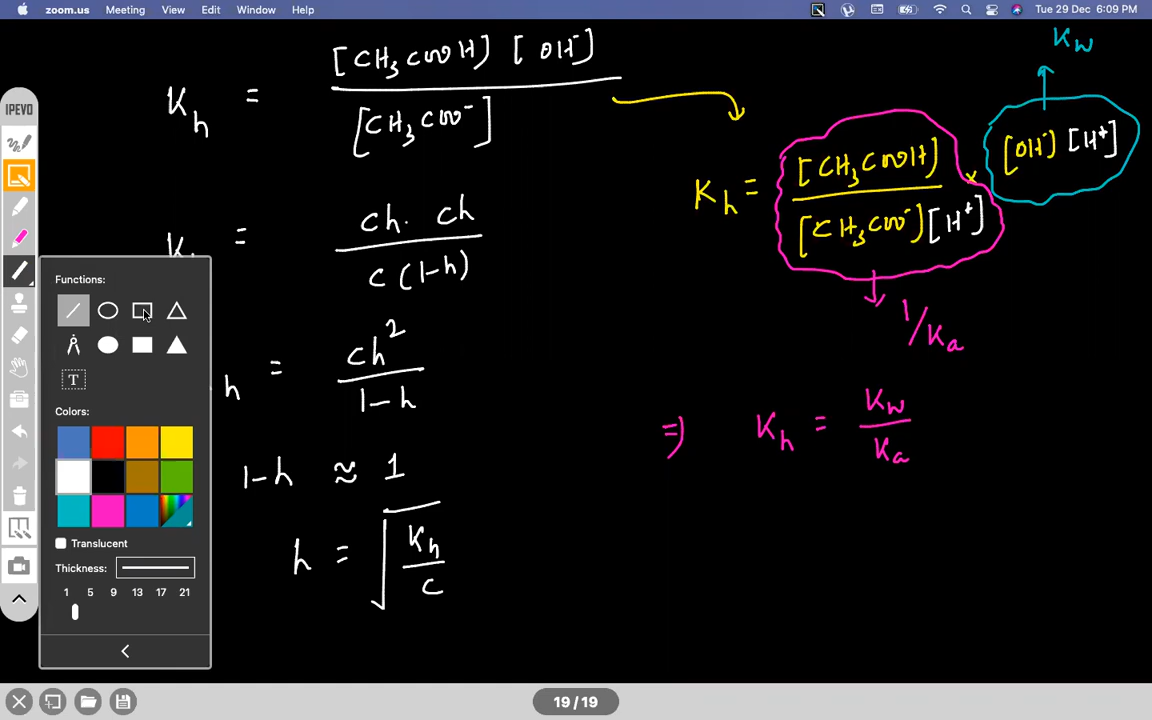 zoom.us Meeting View Edit Window Help Tue 29 Dec 6:09 PM
IPEVO
Kh = [CH3COOH] [OH-]
[CH3COO-]
Kw
Kh = [CH3COOH] × [OH-] [H+]
[CH3COO-] [H+]
1/Ka
K = ch. ch
c (1-h)
h = ch2
1-h
1-h ≈ 1
h = √Kh
c
⇒ Kh = Kw
Ka
Functions:
T
Colors:
Translucent
Thickness:
1 5 9 13 17 21
19 / 19